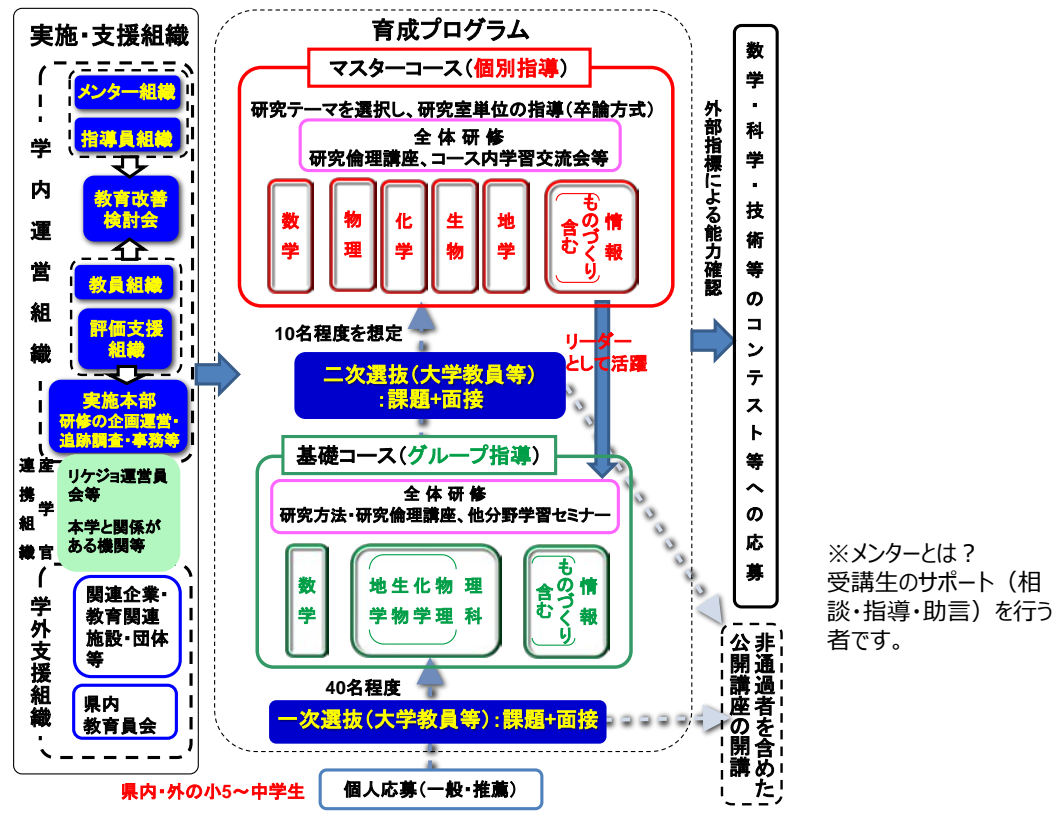 実施・支援組織
学内運営組織
メンター組織
指導員組織
教育改善
検討会
教員組織
評価支援
組織
実施本部
研修の企画運営・
追跡調査・事務等
産学官
連携組織
リケジョ運営員
会等
本学と関係が
ある機関等
学外支援組織
関連企業・
教育関連
施設・団体
等
県内
教育員会
育成プログラム
マスターコース(個別指導)
研究テーマを選択し、研究室単位の指導(卒論方式)
全体研修
研究倫理講座、コース内学習交流会等
数学
物理
化学
生物
地学
情報
(ものづくり
含む)
10名程度を想定
リーダー
として活躍
二次選抜(大学教員等)
:課題+面接
基礎コース(グループ指導)
全体研修
研究方法・研究倫理講座、他分野学習セミナー
数学
理科
(物理
化学
生物
地学)
情報
(ものづくり
含む)
40名程度
一次選抜(大学教員等):課題+面接
県内・外の小5～中学生
個人応募(一般・推薦)
外部指標による能力確認
数学・科学・技術等のコンテスト等への応募
非通過者を含めた
公開講座の開講
※メンターとは？
受講生のサポート（相
談・指導・助言）を行う
者です。